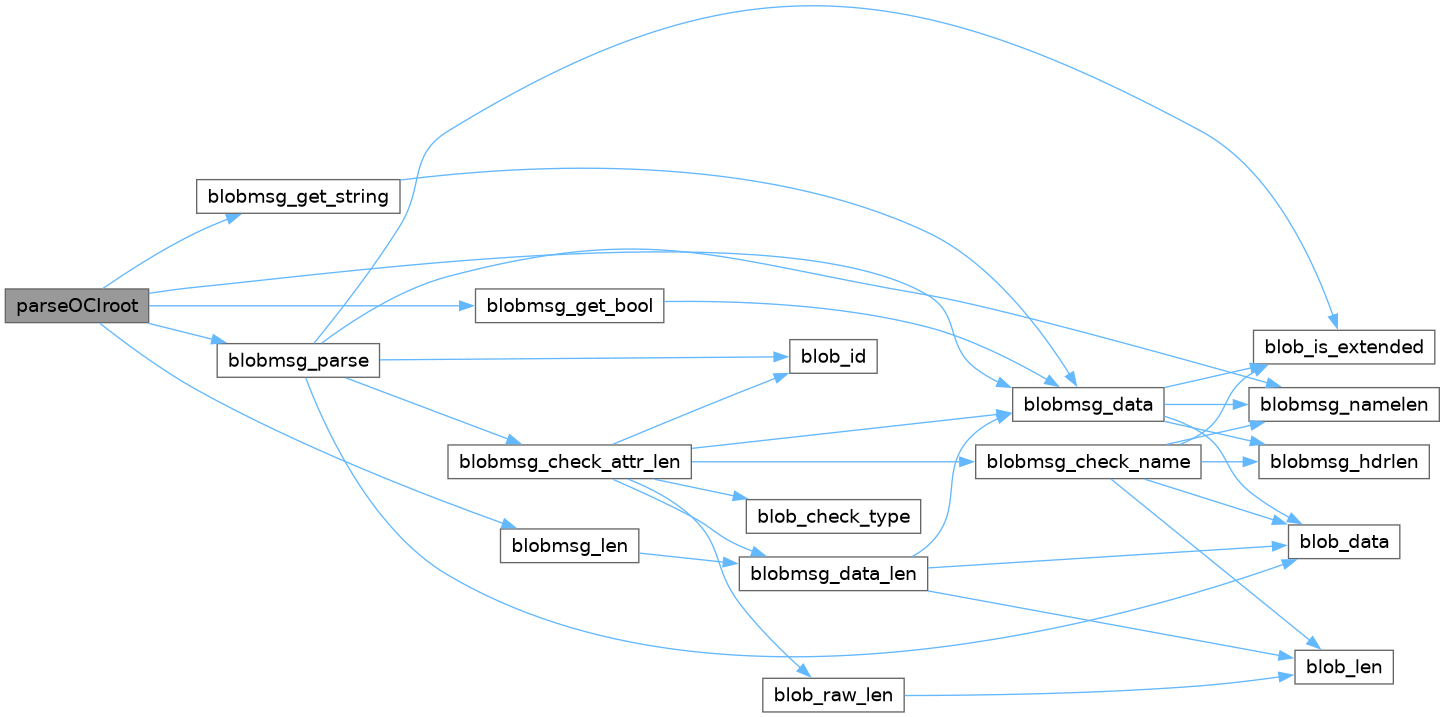 parseOCIroot
blobmsg_get_string
blobmsg_get_bool
blobmsg_parse
blob_id
blob_is_extended
blobmsg_data
blobmsg_namelen
blobmsg_check_attr_len
blobmsg_check_name
blobmsg_hdrlen
blob_check_type
blobmsg_len
blob_data
blobmsg_data_len
blob_len
blob_raw_len